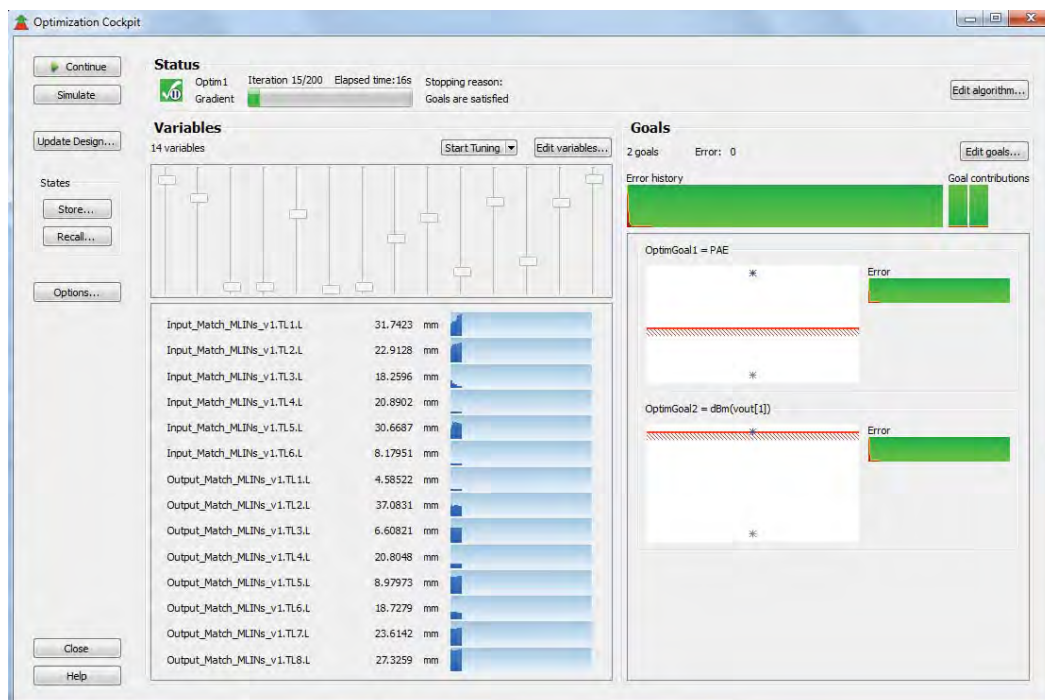 Optimization Cockpit
Continue
Simulate
Update Design...
States
Store...
Recall...
Options...
Close
Help
Status
Optim1
Gradient
Iteration 15/200 Elapsed time:16s
Stopping reason:
Goals are satisfied
Edit algorithm...
Variables
14 variables
Start Tuning
Edit variables...
Input_Match_MLINs_v1.TL1.L 31.7423 mm
Input_Match_MLINs_v1.TL2.L 22.9128 mm
Input_Match_MLINs_v1.TL3.L 18.2596 mm
Input_Match_MLINs_v1.TL4.L 20.8902 mm
Input_Match_MLINs_v1.TL5.L 30.6687 mm
Input_Match_MLINs_v1.TL6.L 8.17951 mm
Output_Match_MLINs_v1.TL1.L 4.58522 mm
Output_Match_MLINs_v1.TL2.L 37.0831 mm
Output_Match_MLINs_v1.TL3.L 6.60821 mm
Output_Match_MLINs_v1.TL4.L 20.8048 mm
Output_Match_MLINs_v1.TL5.L 8.97973 mm
Output_Match_MLINs_v1.TL6.L 18.7279 mm
Output_Match_MLINs_v1.TL7.L 23.6142 mm
Output_Match_MLINs_v1.TL8.L 27.3259 mm
Goals
2 goals Error: 0
Edit goals...
Error history
Goal contributions
OptimGoal1 = PAE
Error
OptimGoal2 = dBm(vout[1])
Error